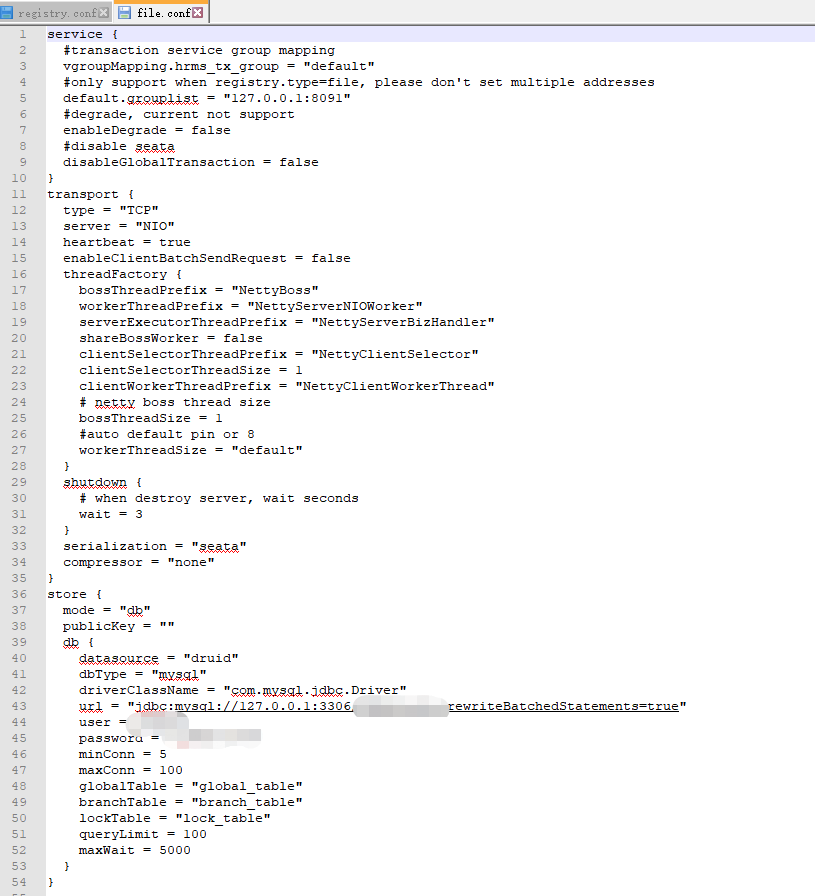 registry.conf file.conf
1 service {
2 #transaction service group mapping
3 vgroupMapping.hrms_tx_group = "default"
4 #only support when registry.type=file, please don't set multiple addresses
5 default.grouplist = "127.0.0.1:8091"
6 #degrade, current not support
7 enableDegrade = false
8 #disable seata
9 disableGlobalTransaction = false
10 }
11 transport {
12 type = "TCP"
13 server = "NIO"
14 heartbeat = true
15 enableClientBatchSendRequest = false
16 threadFactory {
17 bossThreadPrefix = "NettyBoss"
18 workerThreadPrefix = "NettyServerNIOWorker"
19 serverExecutorThreadPrefix = "NettyServerBizHandler"
20 shareBossWorker = false
21 clientSelectorThreadPrefix = "NettyClientSelector"
22 clientSelectorThreadSize = 1
23 clientWorkerThreadPrefix = "NettyClientWorkerThread"
24 # netty boss thread size
25 bossThreadSize = 1
26 #auto default pin or 8
27 workerThreadSize = "default"
28 }
29 shutdown {
30 # when destroy server, wait seconds
31 wait = 3
32 }
33 serialization = "seata"
34 compressor = "none"
35 }
36 store {
37 mode = "db"
38 publicKey = ""
39 db {
40 datasource = "druid"
41 dbType = "mysql"
42 driverClassName = "com.mysql.jdbc.Driver"
43 url = "jdbc:mysql://127.0.0.1:3306/ rewriteBatchedStatements=true"
44 user =
45 password =
46 minConn = 5
47 maxConn = 100
48 globalTable = "global_table"
49 branchTable = "branch_table"
50 lockTable = "lock_table"
51 queryLimit = 100
52 maxWait = 5000
53 }
54 }